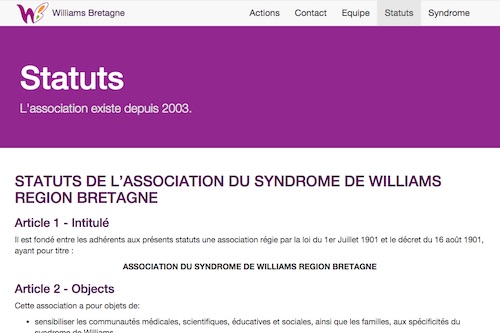 Williams Bretagne Actions Contact Equipe Statuts Syndrome
Statuts
L'association existe depuis 2003.
STATUTS DE L'ASSOCIATION DU SYNDROME DE WILLIAMS
REGION BRETAGNE
Article 1 - Intitulé
Il est fondé entre les adhérents aux présents statuts une association régie par la loi du 1er Juillet 1901 et le décret du 16 août 1901,
ayant pour titre :
ASSOCIATION DU SYNDROME DE WILLIAMS REGION BRETAGNE
Article 2 - Objects
Cette association a pour objets de:
• sensibiliser les communautés médicales, scientifiques, éducatives et sociales, ainsi que les familles, aux spécificités du
syndrome de Williams